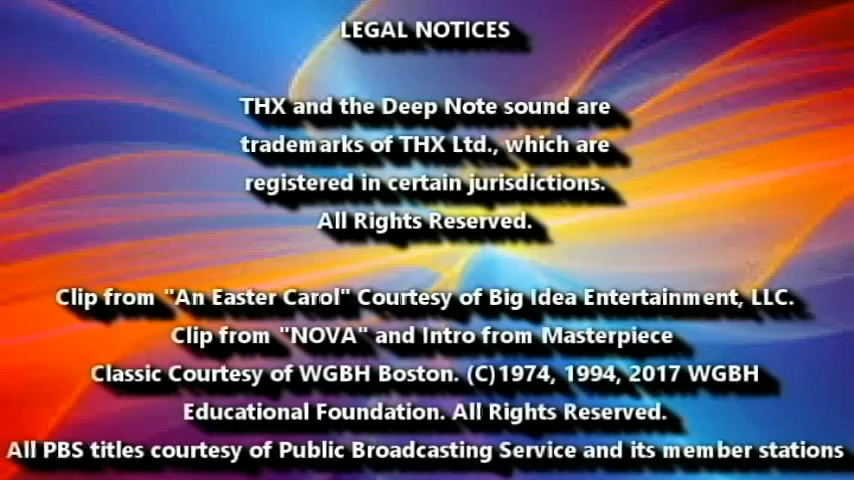 LEGAL NOTICES
THX and the Deep Note sound are
trademarks of THX Ltd., which are
registered in certain jurisdictions.
All Rights Reserved.
Clip from "An Easter Carol" Courtesy of Big Idea Entertainment, LLC.
Clip from "NOVA" and Intro from Masterpiece
Classic Courtesy of WGBH Boston. (C)1974, 1994, 2017 WGBH
Educational Foundation. All Rights Reserved.
All PBS titles courtesy of Public Broadcasting Service and its member stations